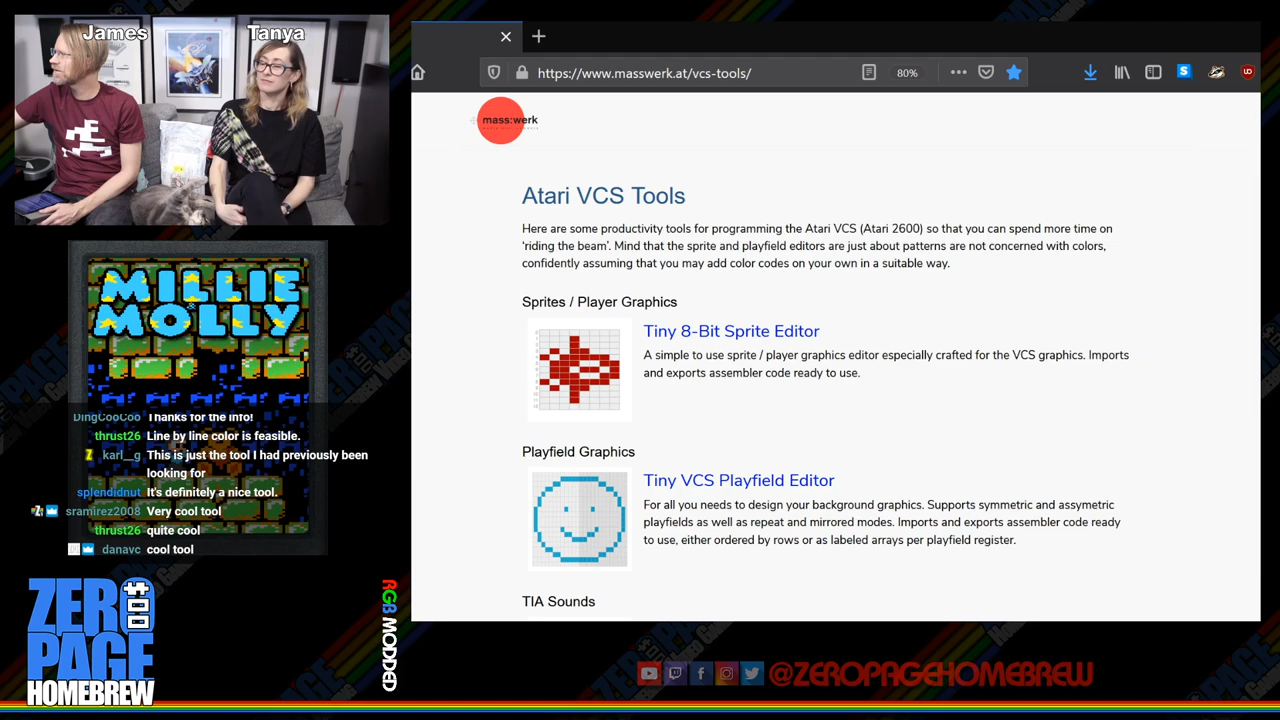 James
Tanya
https://www.masswerk.at/vcs-tools/
80%
mass:werk
Atari VCS Tools
Here are some productivity tools for programming the Atari VCS (Atari 2600) so that you can spend more time on
'riding the beam'. Mind that the sprite and playfield editors are just about patterns are not concerned with colors,
confidently assuming that you may add color codes on your own in a suitable way.
Sprites / Player Graphics
Tiny 8-Bit Sprite Editor
A simple to use sprite / player graphics editor especially crafted for the VCS graphics. Imports
and exports assembler code ready to use.
Playfield Graphics
Tiny VCS Playfield Editor
For all you needs to design your background graphics. Supports symmetric and assymetric
playfields as well as repeat and mirrored modes. Imports and exports assembler code ready
to use, either ordered by rows or as labeled arrays per playfield register.
TIA Sounds
MILLIE
MOLLY
DingCooCoo Thanks for the info!
thrust26 Line by line color is feasible.
karl__g This is just the tool I had previously been
looking for
splendidnut It's definitely a nice tool.
sramirez2008 Very cool tool
thrust26 quite cool
danavc cool tool
ZERO
PAGE
HOMEBREW
RGB MODDED
@ZEROPAGEHOMEBREW